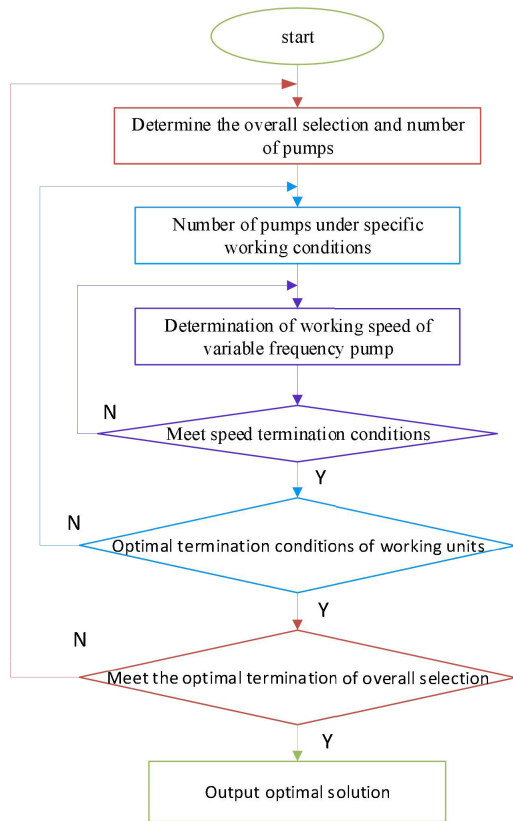 start
Determine the overall selection and number
of pumps
Number of pumps under specific
working conditions
Determination of working speed of
variable frequency pump
N
Meet speed termination conditions
Y
N
Optimal termination conditions of working units
Y
N
Meet the optimal termination of overall selection
Y
Output optimal solution